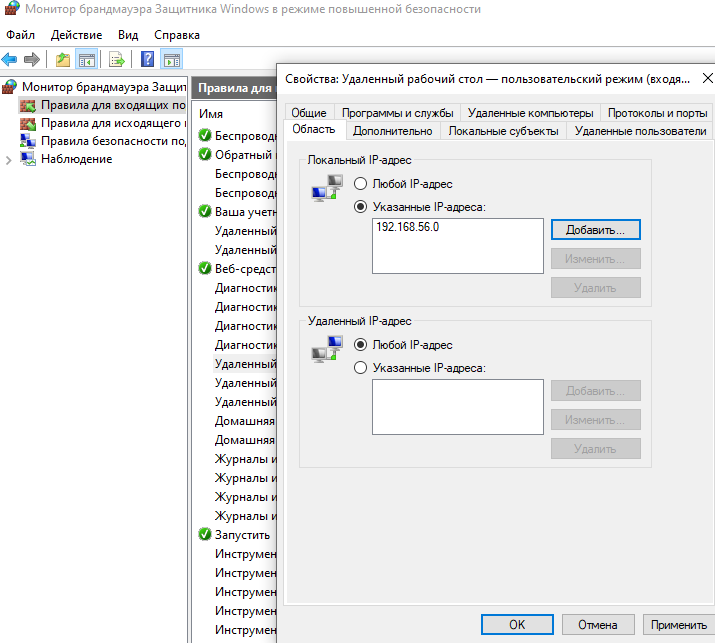 Монитор брандмауэра Защитника Windows в режиме повышенной безопасности
Файл Действие Вид Справка
Монитор брандмауэра Защит
Правила для входящих по
Правила для исходящего
Правила безопасности по
Наблюдение
Правила для
Имя
Беспровод
Обратный
Беспровод
Беспровод
Ваша учетн
Удаленный
Удаленный
Веб-средст
Диагностик
Диагностик
Диагностик
Диагностик
Удаленный
Удаленный
Удаленный
Домашняя
Домашняя
Журналы и
Журналы и
Журналы и
Журналы и
Запустить
Инструмен
Инструмен
Инструмен
Инструмен
Инструмен
Свойства: Удаленный рабочий стол — пользовательский режим (входя...
Общие Программы и службы Удаленные компьютеры Протоколы и порты
Область Дополнительно Локальные субъекты Удаленные пользователи
Локальный IP-адрес
Любой IP-адрес
Указанные IP-адреса:
192.168.56.0
Добавить...
Изменить...
Удалить
Удаленный IP-адрес
Любой IP-адрес
Указанные IP-адреса:
Добавить...
Изменить...
Удалить
OK Отмена Применить